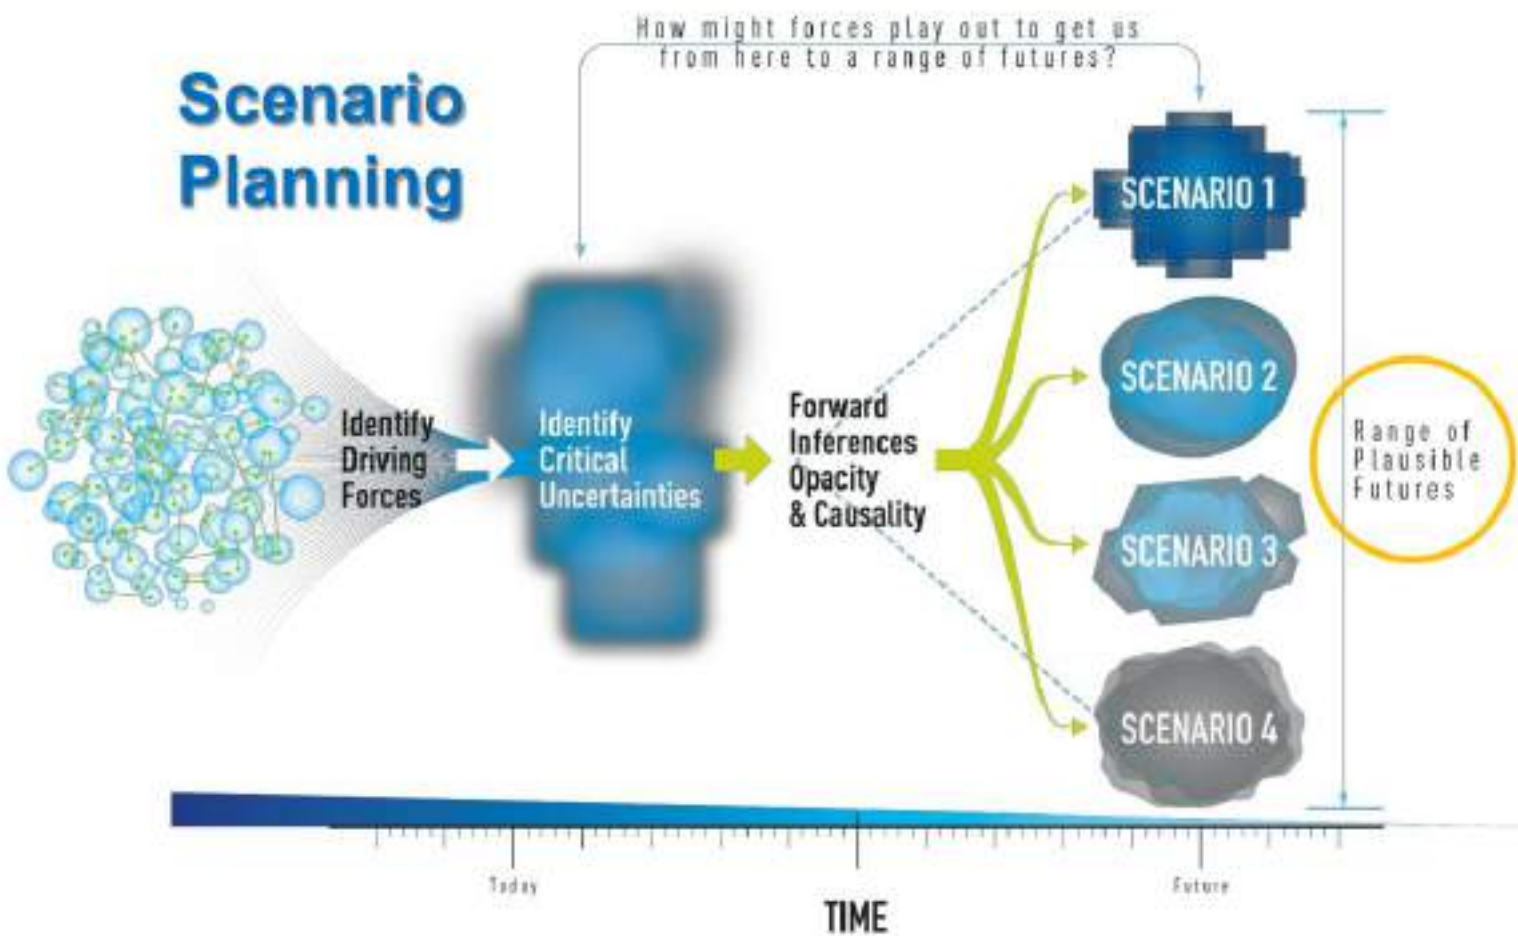 How might forces play out to get us
from here to a range of futures?
Scenario
Planning
Identify
Driving
Forces
Identify
Critical
Uncertainties
Forward
Inferences
Opacity
& Causality
SCENARIO 1
SCENARIO 2
SCENARIO 3
SCENARIO 4
Range of
Plausible
Futures
Today
Future
TIME